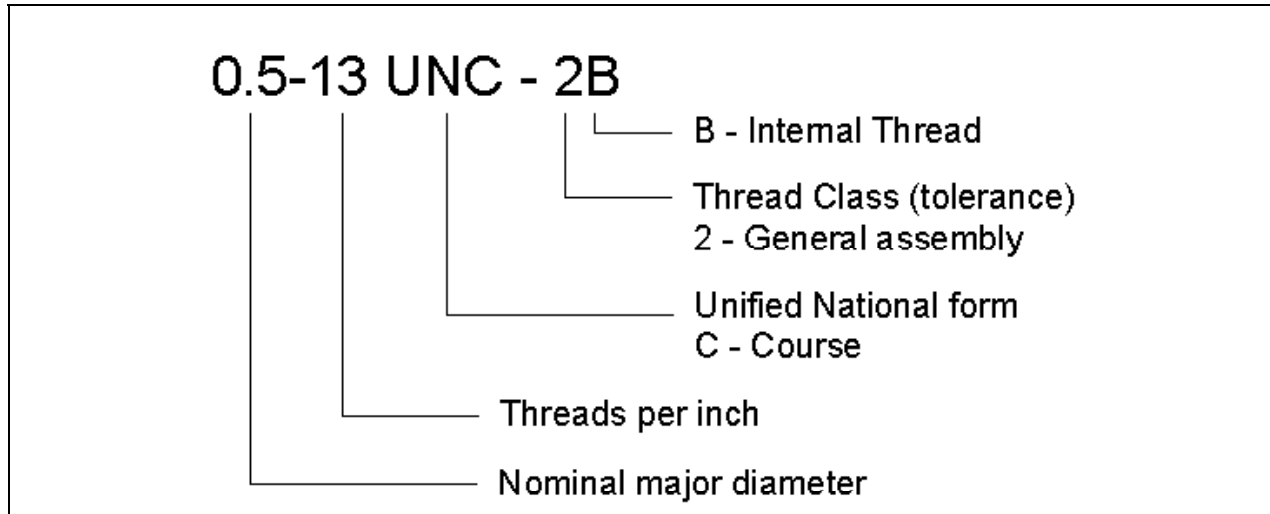 0.5-13 UNC - 2B
B - Internal Thread
Thread Class (tolerance)
2 - General assembly
Unified National form
C - Course
Threads per inch
Nominal major diameter